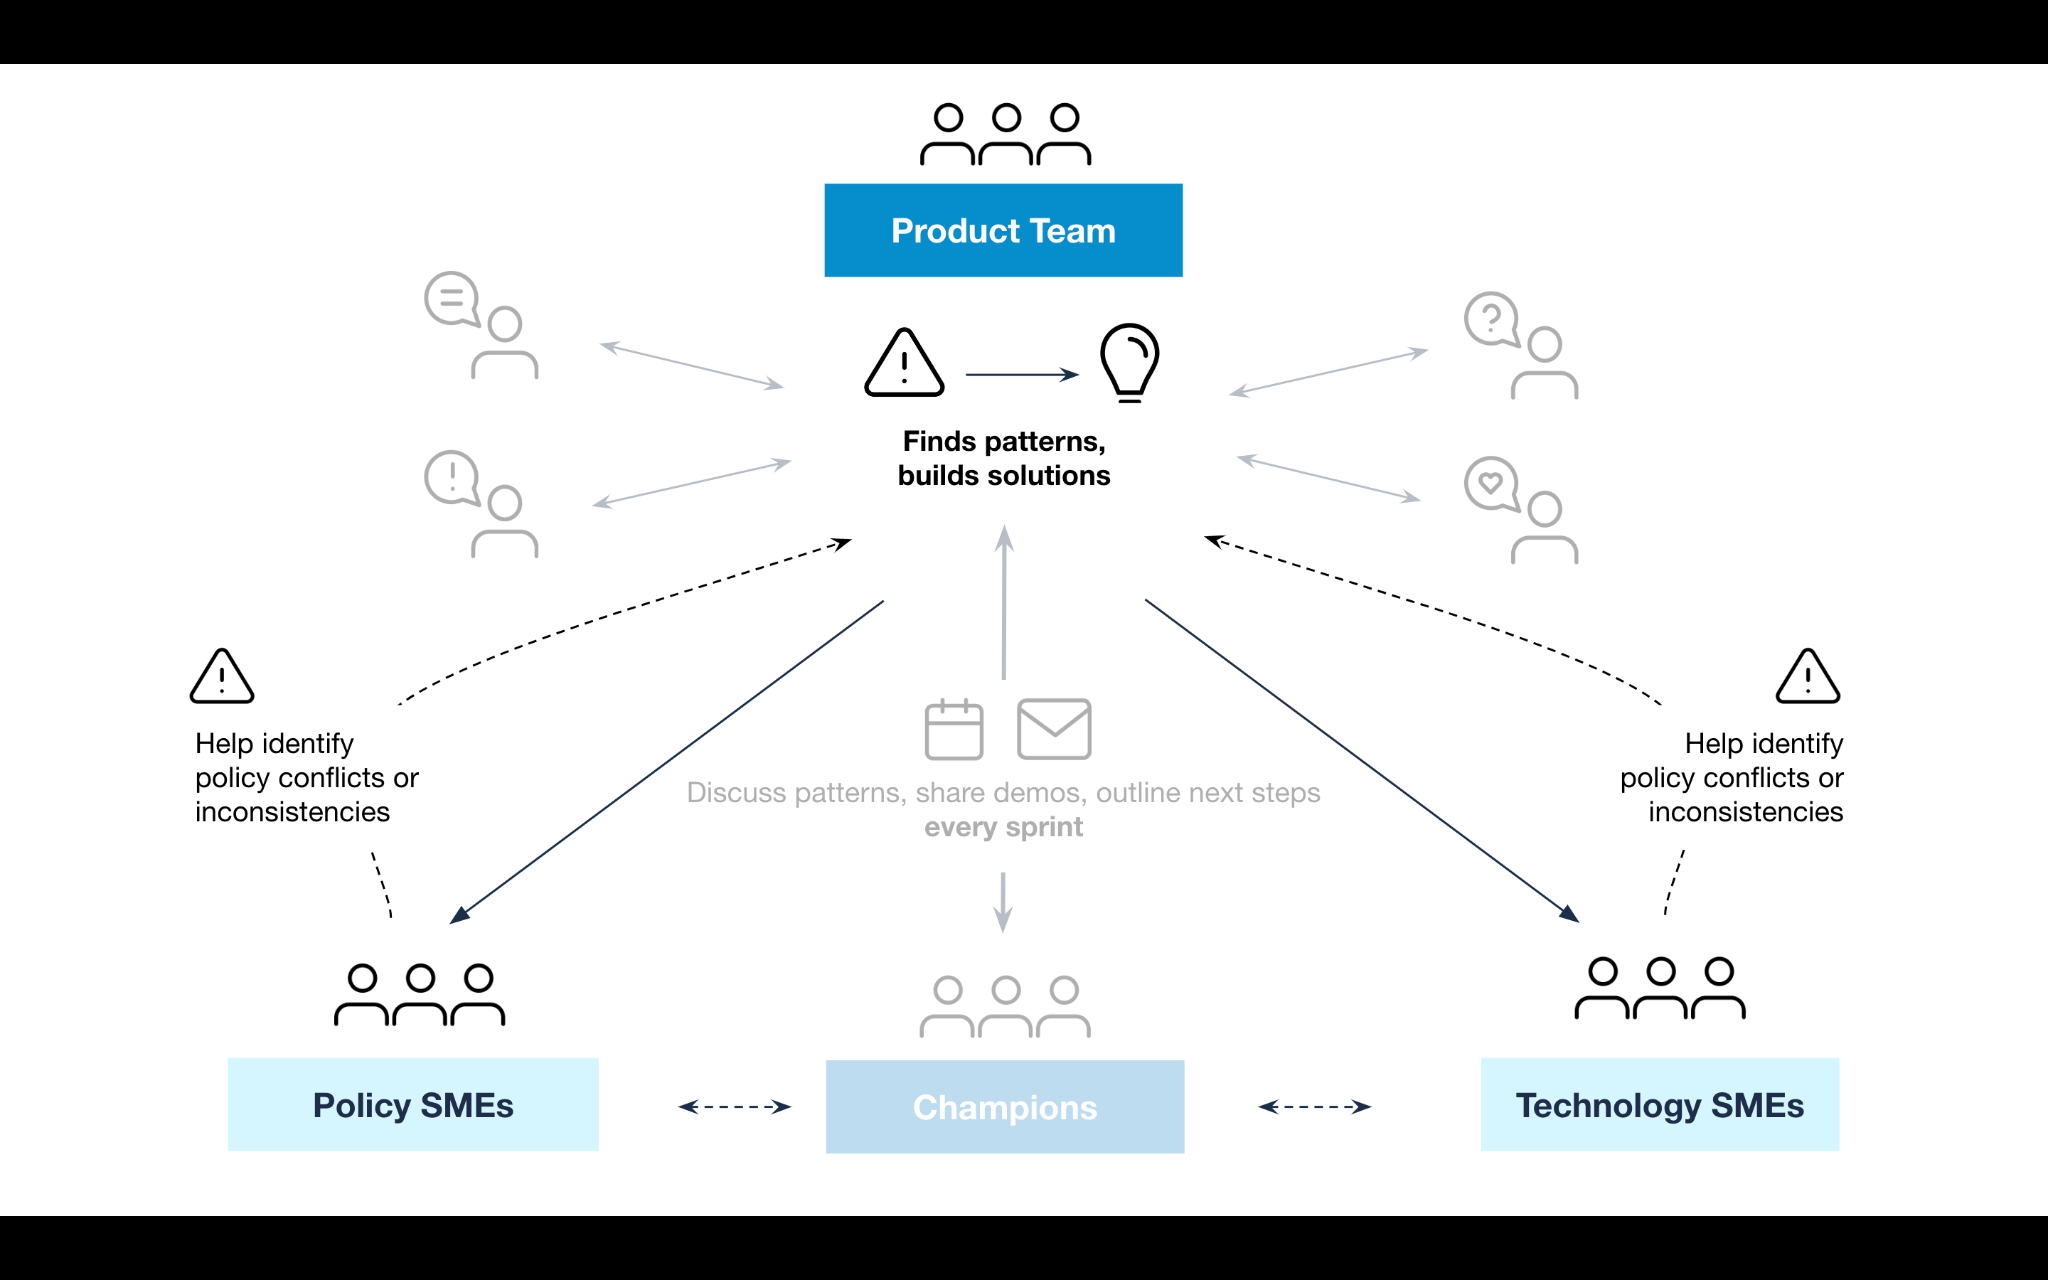 Product Team
Finds patterns,
builds solutions
Help identify
policy conflicts or
inconsistencies
Discuss patterns, share demos, outline next steps
every sprint
Help identify
policy conflicts or
inconsistencies
Policy SMEs
Champions
Technology SMEs